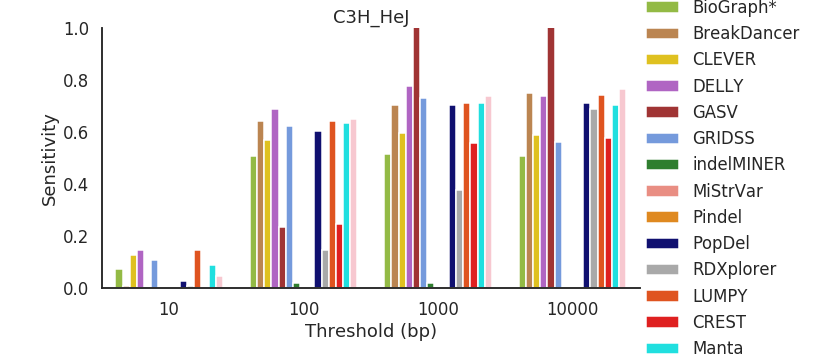 C3H_HeJ
Sensitivity
1.0
0.8
0.6
0.4
0.2
0.0
10
100
1000
10000
Threshold (bp)
BioGraph*
BreakDancer
CLEVER
DELLY
GASV
GRIDSS
indelMINER
MiStrVar
Pindel
PopDel
RDXplorer
LUMPY
CREST
Manta